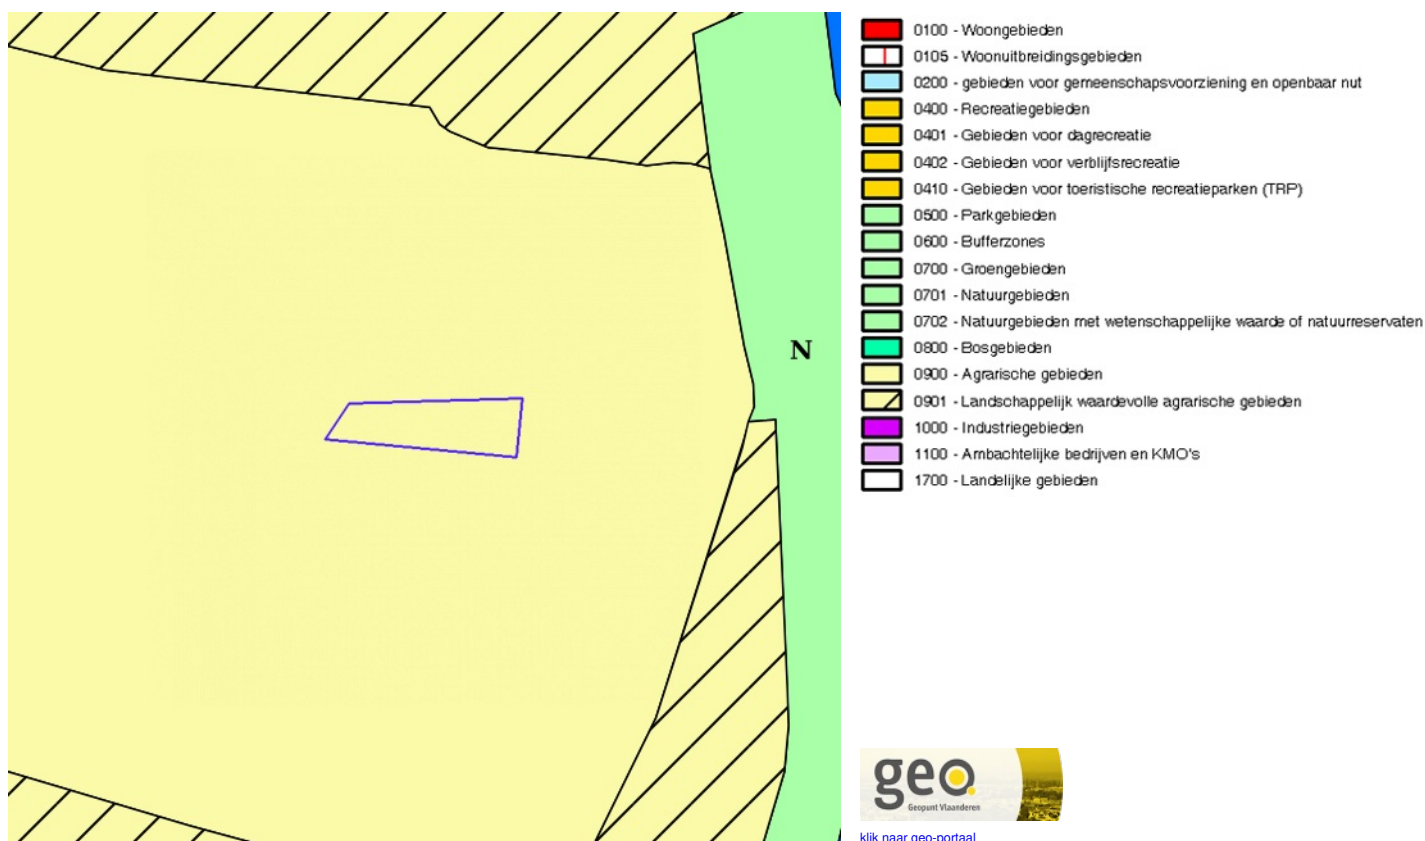 N
0100 - Woongebieden
0105 - Woonuitbreidingsgebieden
0200 - gebieden voor gemeenschapsvoorziening en openbaar nut
0400 - Recreatiegebieden
0401 - Gebieden voor dagrecreatie
0402 - Gebieden voor verblijfsrecreatie
0410 - Gebieden voor toeristische recreatieparken (TRP)
0500 - Parkgebieden
0600 - Bufferzones
0700 - Groengebieden
0701 - Natuurgebieden
0702 - Natuurgebieden met wetenschappelijke waarde of natuurreservaten
0800 - Bosgebieden
0900 - Agrarische gebieden
0901 - Landschappelijk waardevolle agrarische gebieden
1000 - Industriegebieden
1100 - Ambachtelijke bedrijven en KMO's
1700 - Landelijke gebieden
geo.
Geopunt Vlaanderen
klik naar geo-portaal